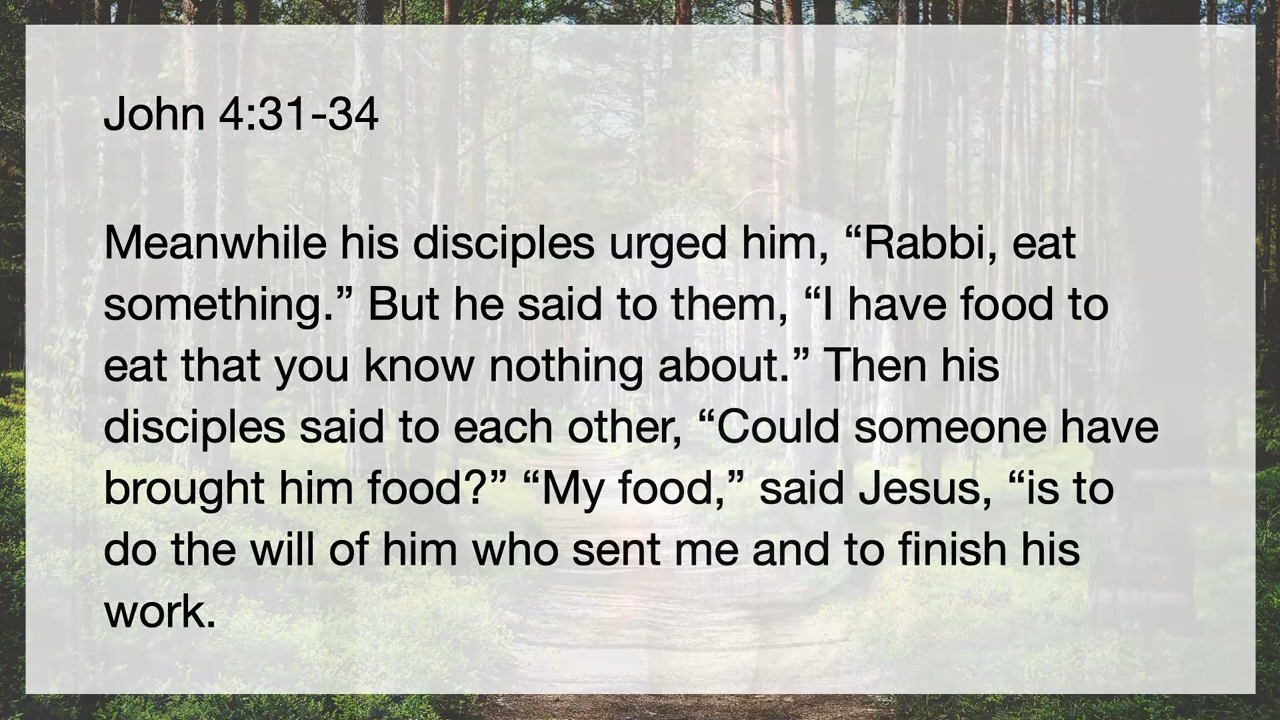 John 4:31-34
Meanwhile his disciples urged him, “Rabbi, eat
something.” But he said to them, “I have food to
eat that you know nothing about.” Then his
disciples said to each other, “Could someone have
brought him food?” “My food,” said Jesus, “is to
do the will of him who sent me and to finish his
work.